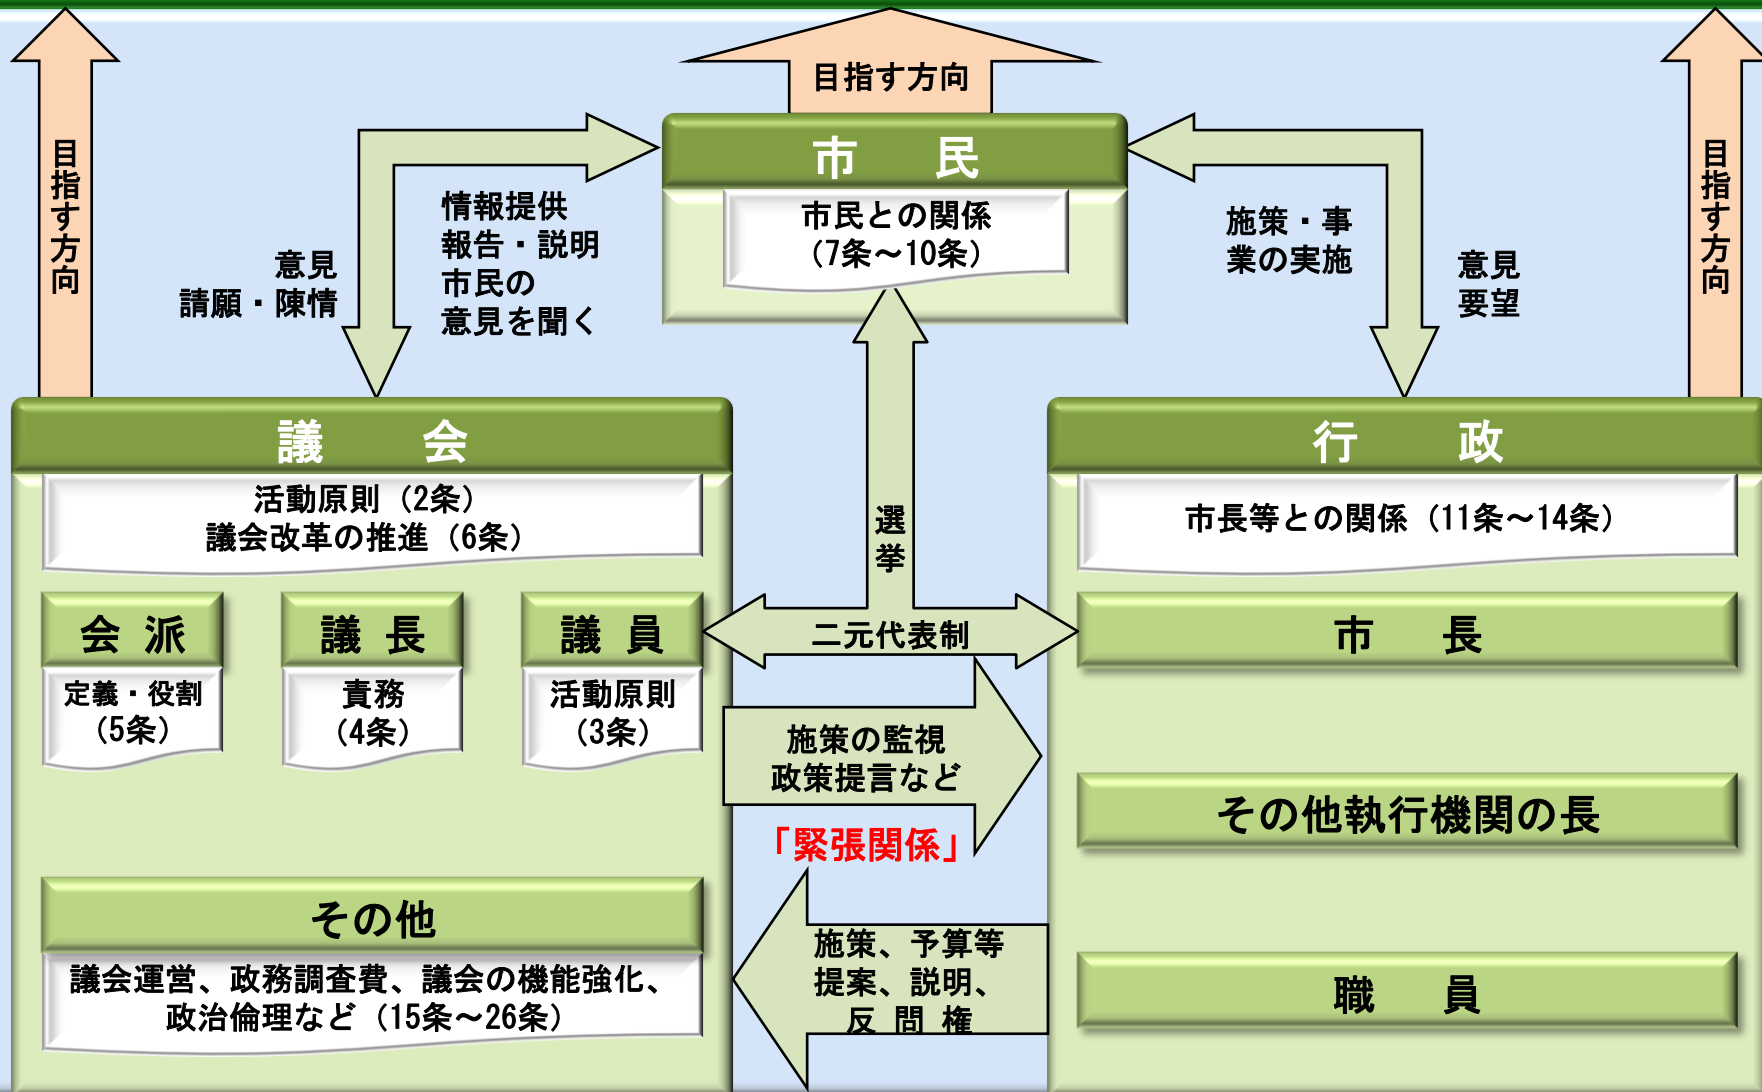 目指す方向
目指す方向
目指す方向
市　民
市民との関係
（7条～10条）
情報提供
報告・説明
市民の
意見を聞く
意見
請願・陳情
施策・事
業の実施
意見
要望
議　会
活動原則（2条）
議会改革の推進（6条）
会 派
定義・役割
（5条）
議 長
責務
（4条）
議 員
活動原則
（3条）
その他
議会運営、政務調査費、議会の機能強化、
政治倫理など（15条～26条）
選
挙
二元代表制
施策の監視
政策提言など
「緊張関係」
施策、予算等
提案、説明、
反 問 権
行　政
市長等との関係（11条～14条）
市　長
その他執行機関の長
職　員